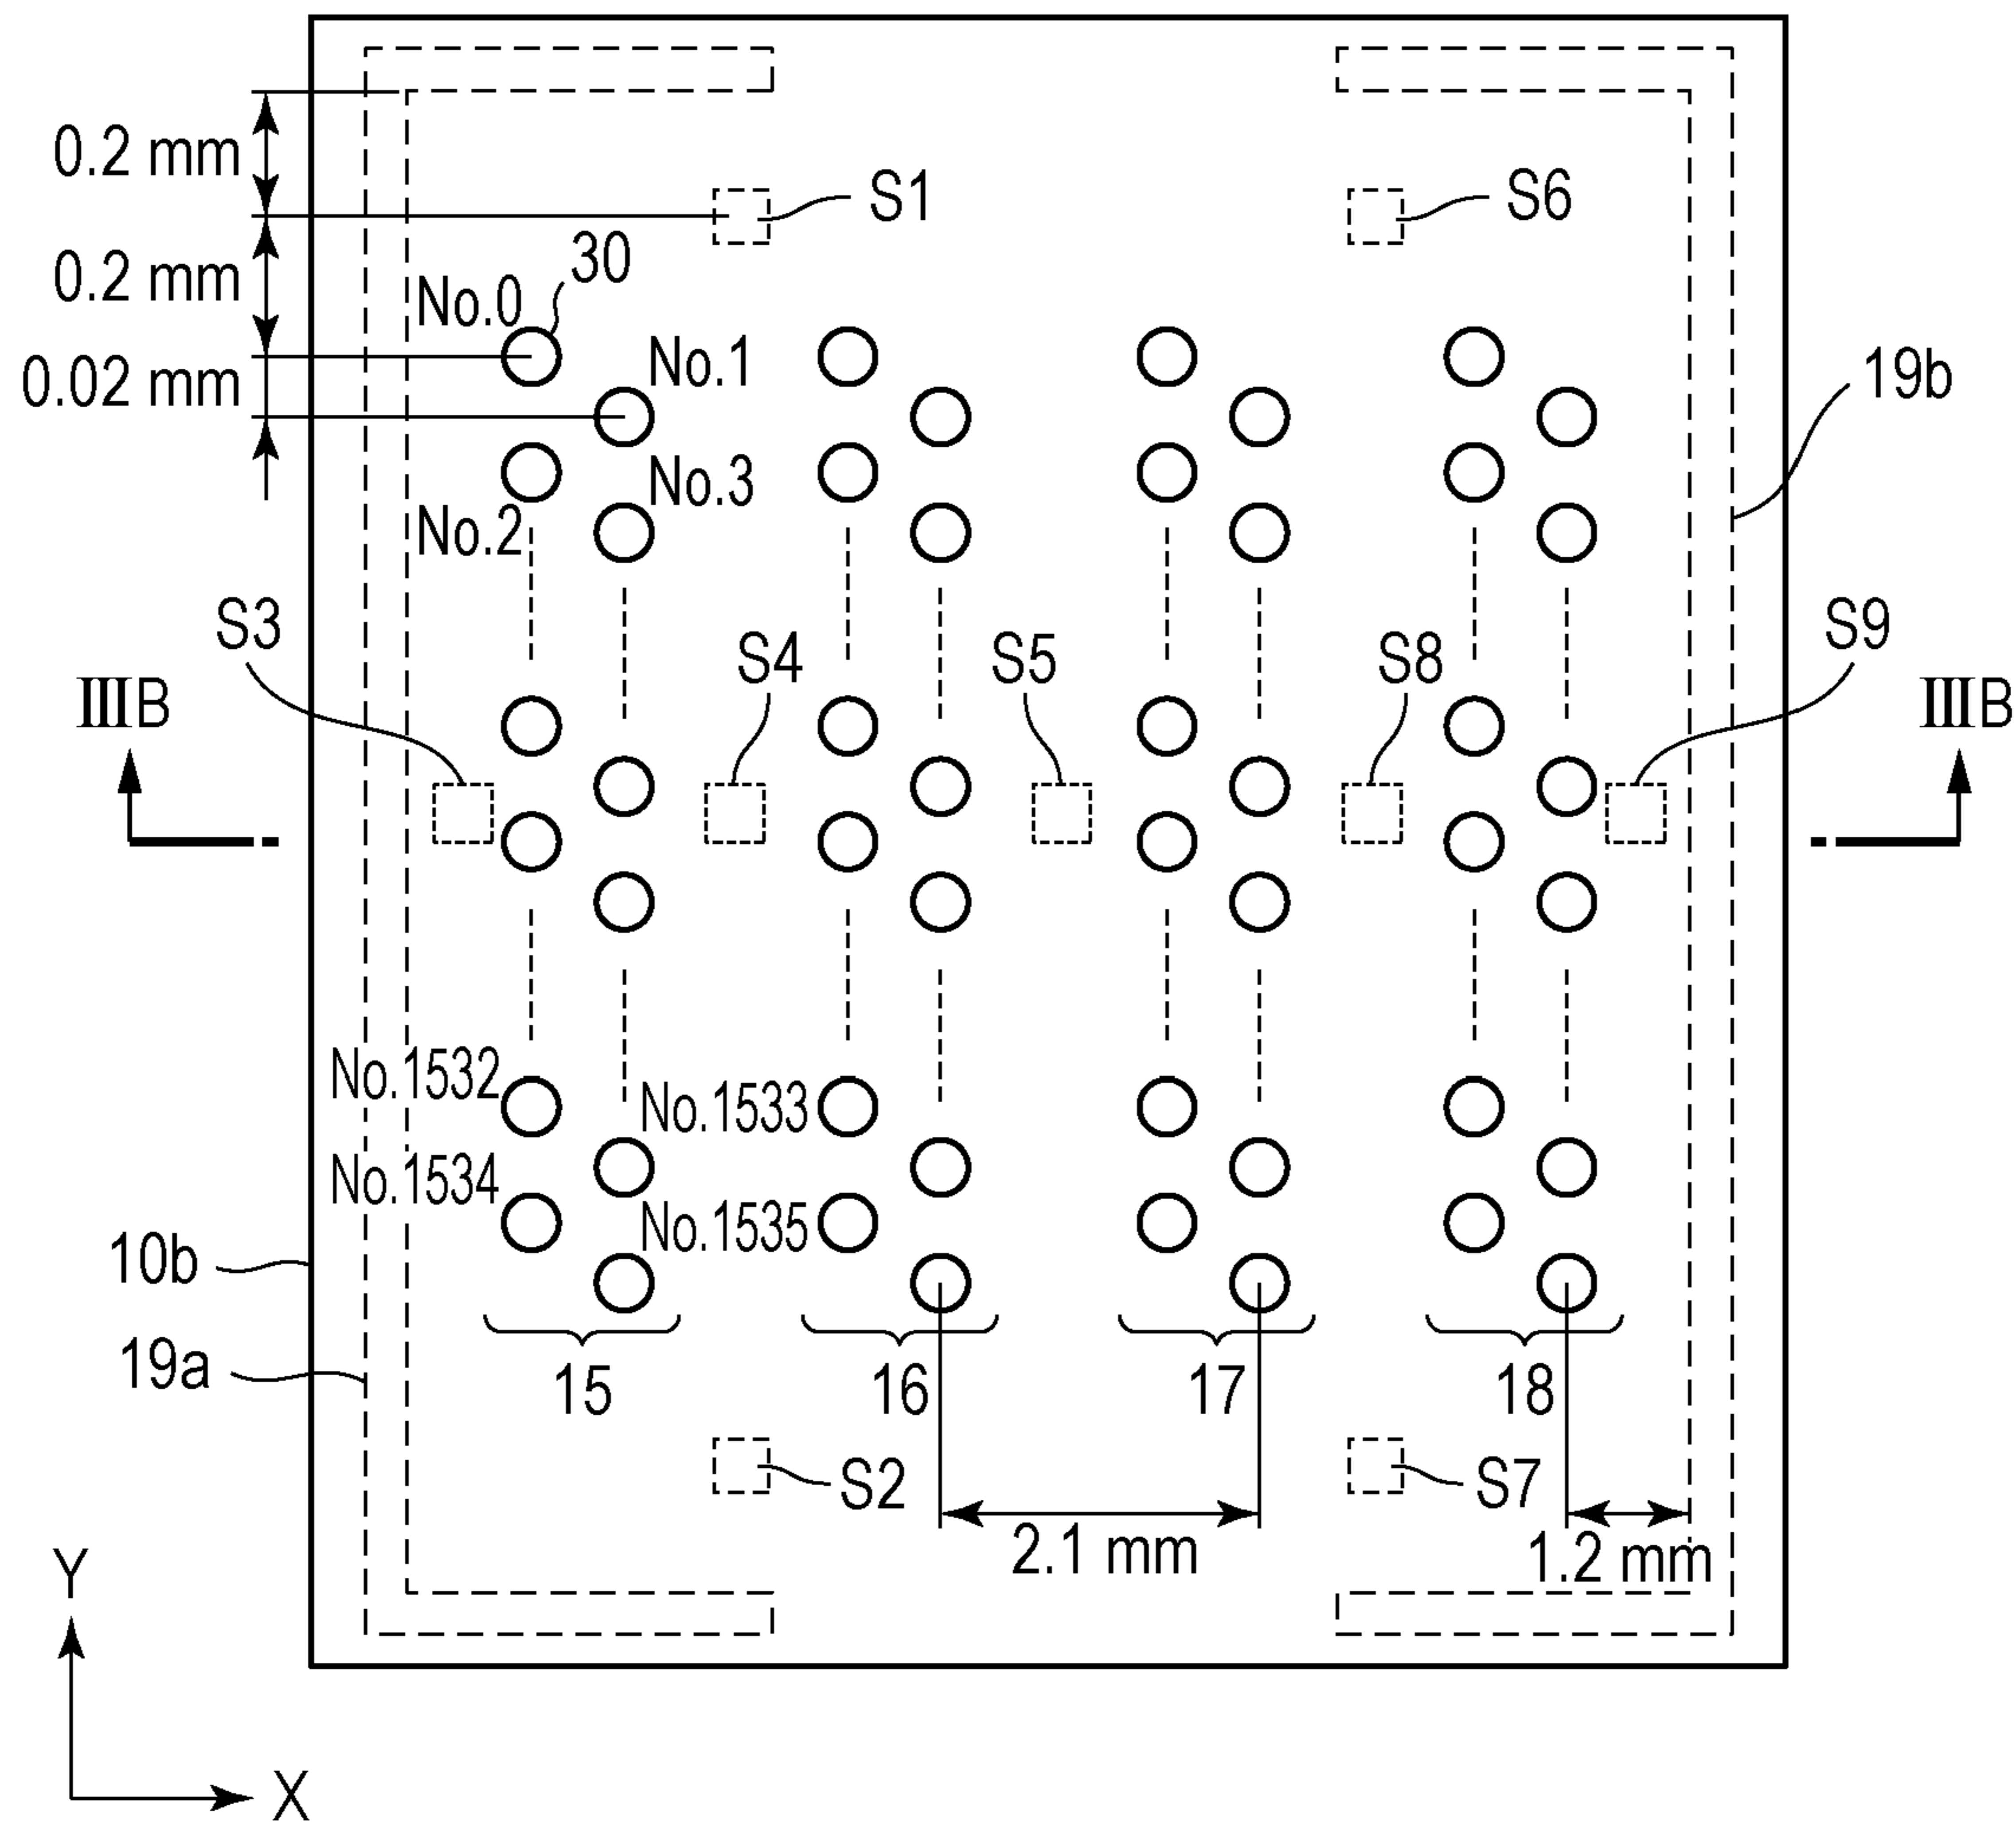 0.2 mm
S1
S6
0.2 mm
30
No.0
No.1
0.02 mm
19b
No.3
No.2
S3
S4
S5
S8
S9
IIIB
IIIB
No.1532
No.1533
No.1534
No.1535
10b
19a
15
16
17
18
S2
S7
2.1 mm
1.2 mm
Y
X